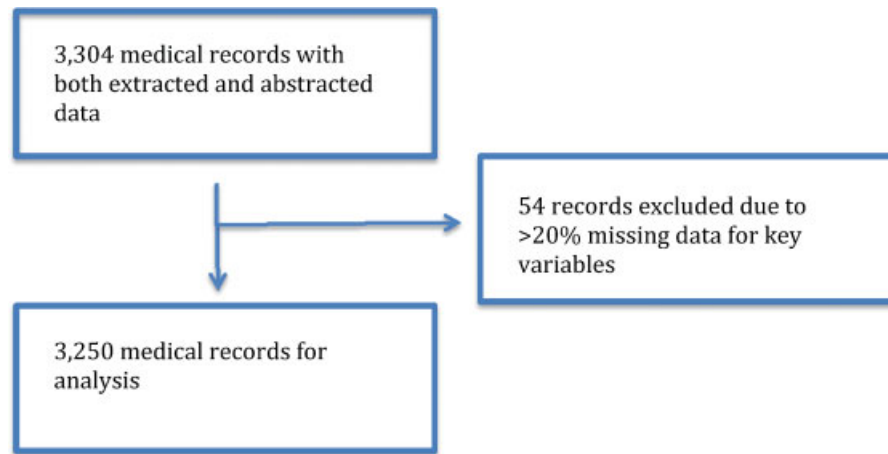 3,304 medical records with
both extracted and abstracted
data
54 records excluded due to
>20% missing data for key
variables
3,250 medical records for
analysis